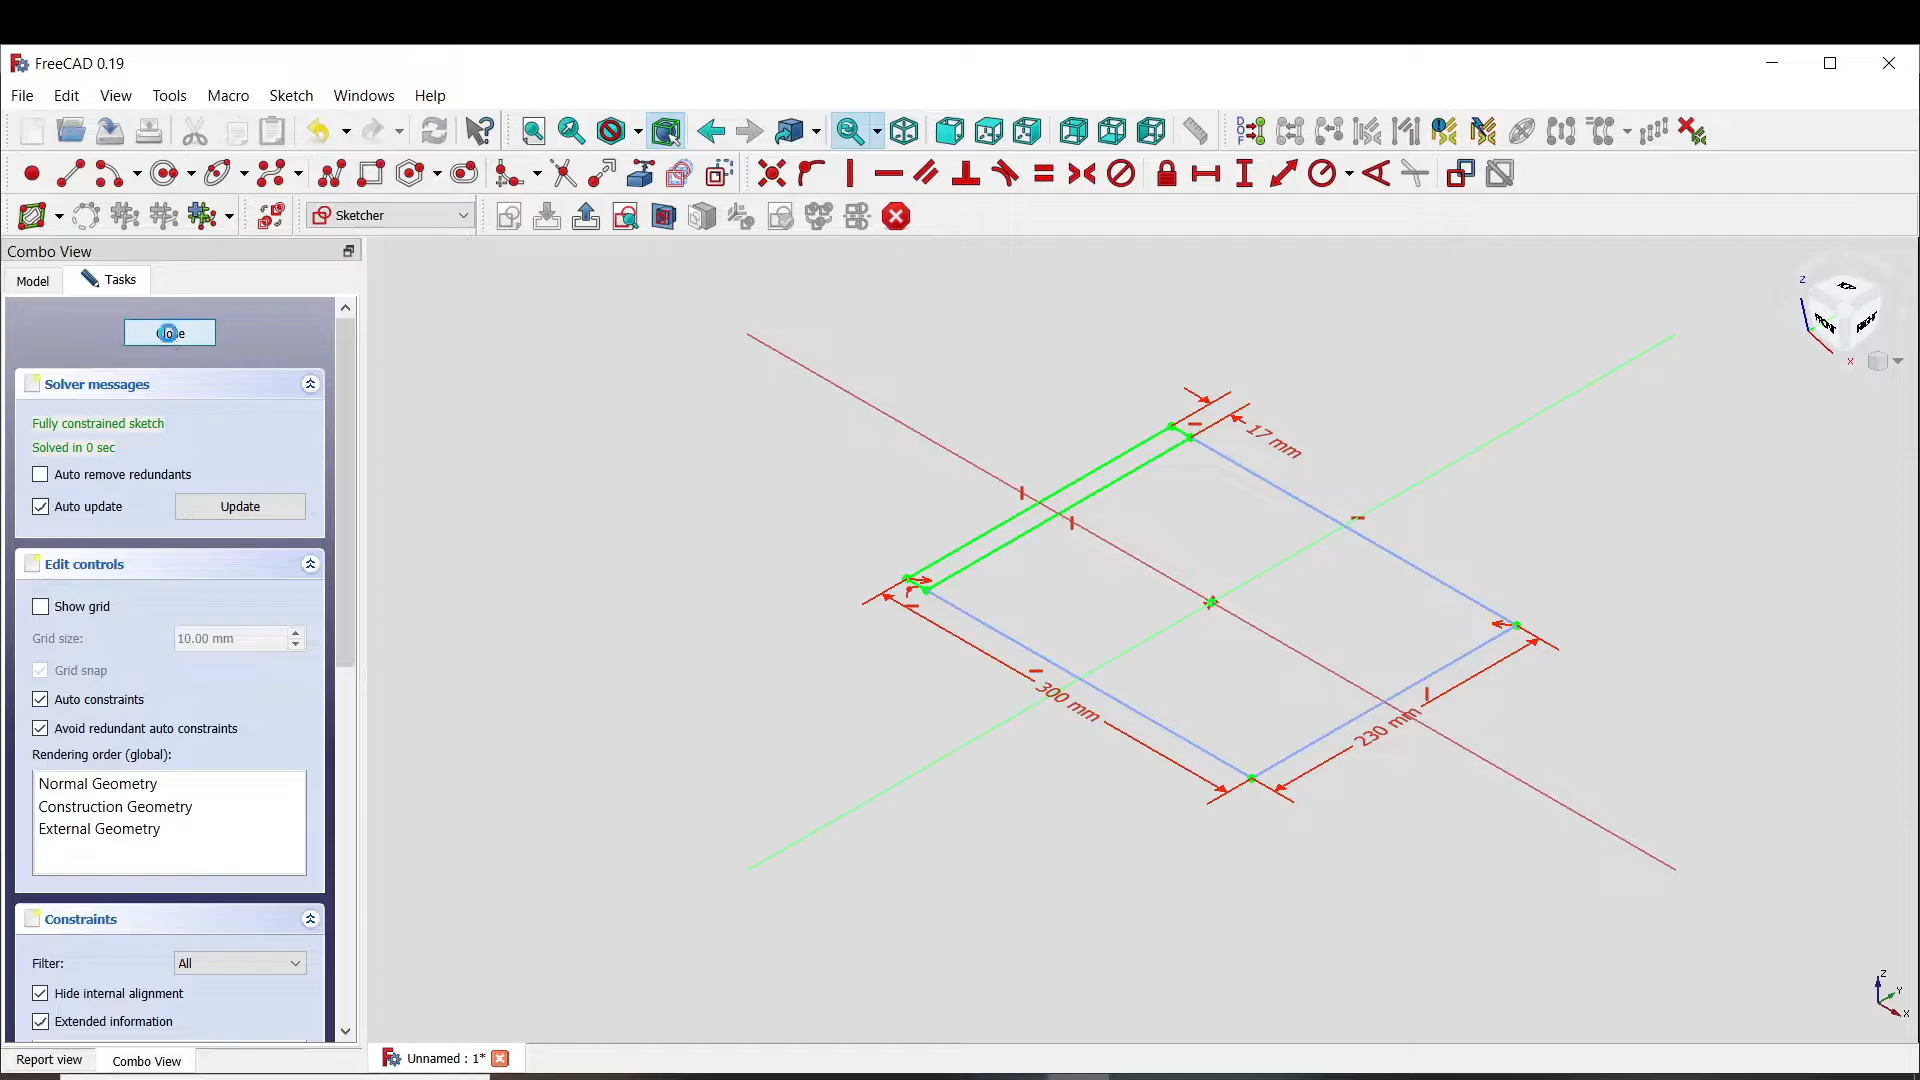 FreeCAD 0.19
File Edit View Tools Macro Sketch Windows Help
Sketcher
Combo View
Model Tasks
Solver messages
Fully constrained sketch
Solved in 0 sec
Auto remove redundants
Auto update Update
Edit controls
Show grid
Grid size: 10.00 mm
Grid snap
Auto constraints
Avoid redundant auto constraints
Rendering order (global):
Normal Geometry
Construction Geometry
External Geometry
Constraints
Filter: All
Hide internal alignment
Extended information
Report view Combo View
Unnamed : 1*
17 mm
300 mm
230 mm
Z
TOP
FRONT
RIGHT
X
Z
Y
X